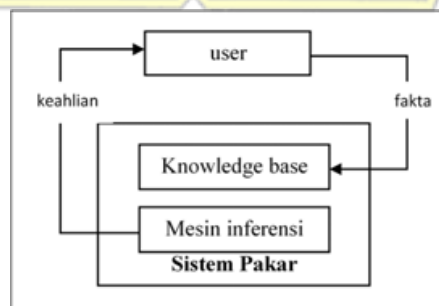 user
keahlian
fakta
Knowledge base
Mesin inferensi
Sistem Pakar